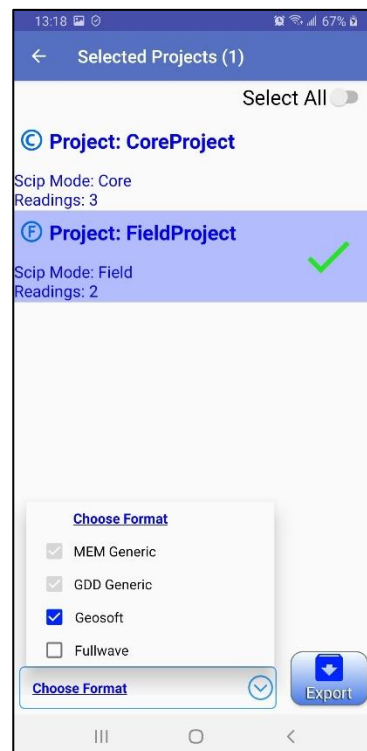 13:18 67%
Selected Projects (1)
Select All
C Project: CoreProject
Scip Mode: Core
Readings: 3
F Project: FieldProject
Scip Mode: Field
Readings: 2
Choose Format
MEM Generic
GDD Generic
Geosoft
Fullwave
Choose Format
Export